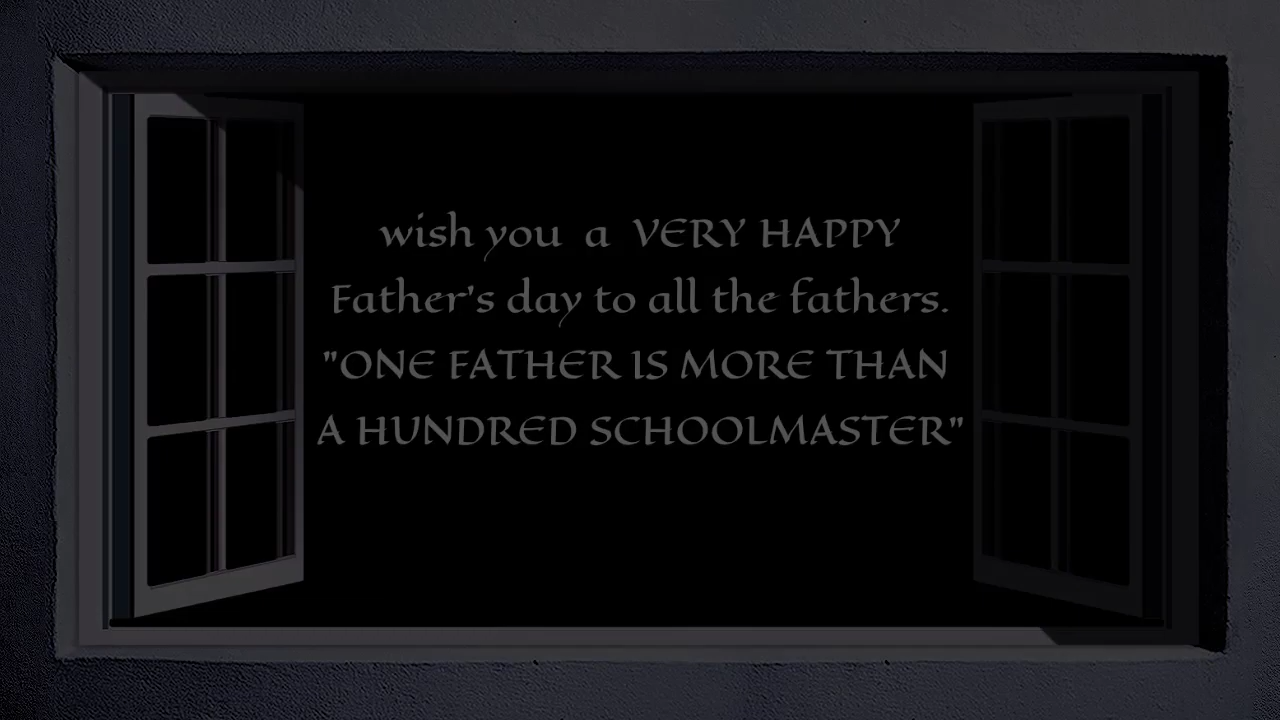 wish you a VERY HAPPY
Father's day to all the fathers.
"ONE FATHER IS MORE THAN
A HUNDRED SCHOOLMASTER"